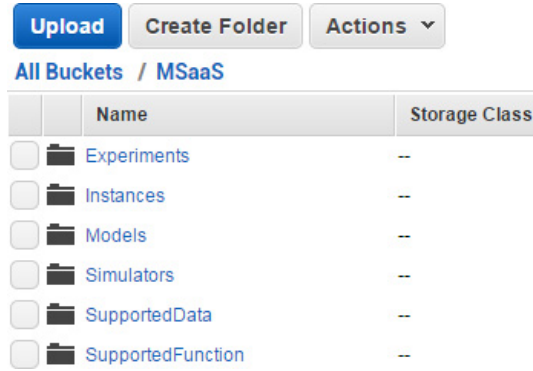 Upload Create Folder Actions
All Buckets / MSaaS
Name Storage Class
Experiments --
Instances --
Models --
Simulators --
SupportedData --
SupportedFunction --